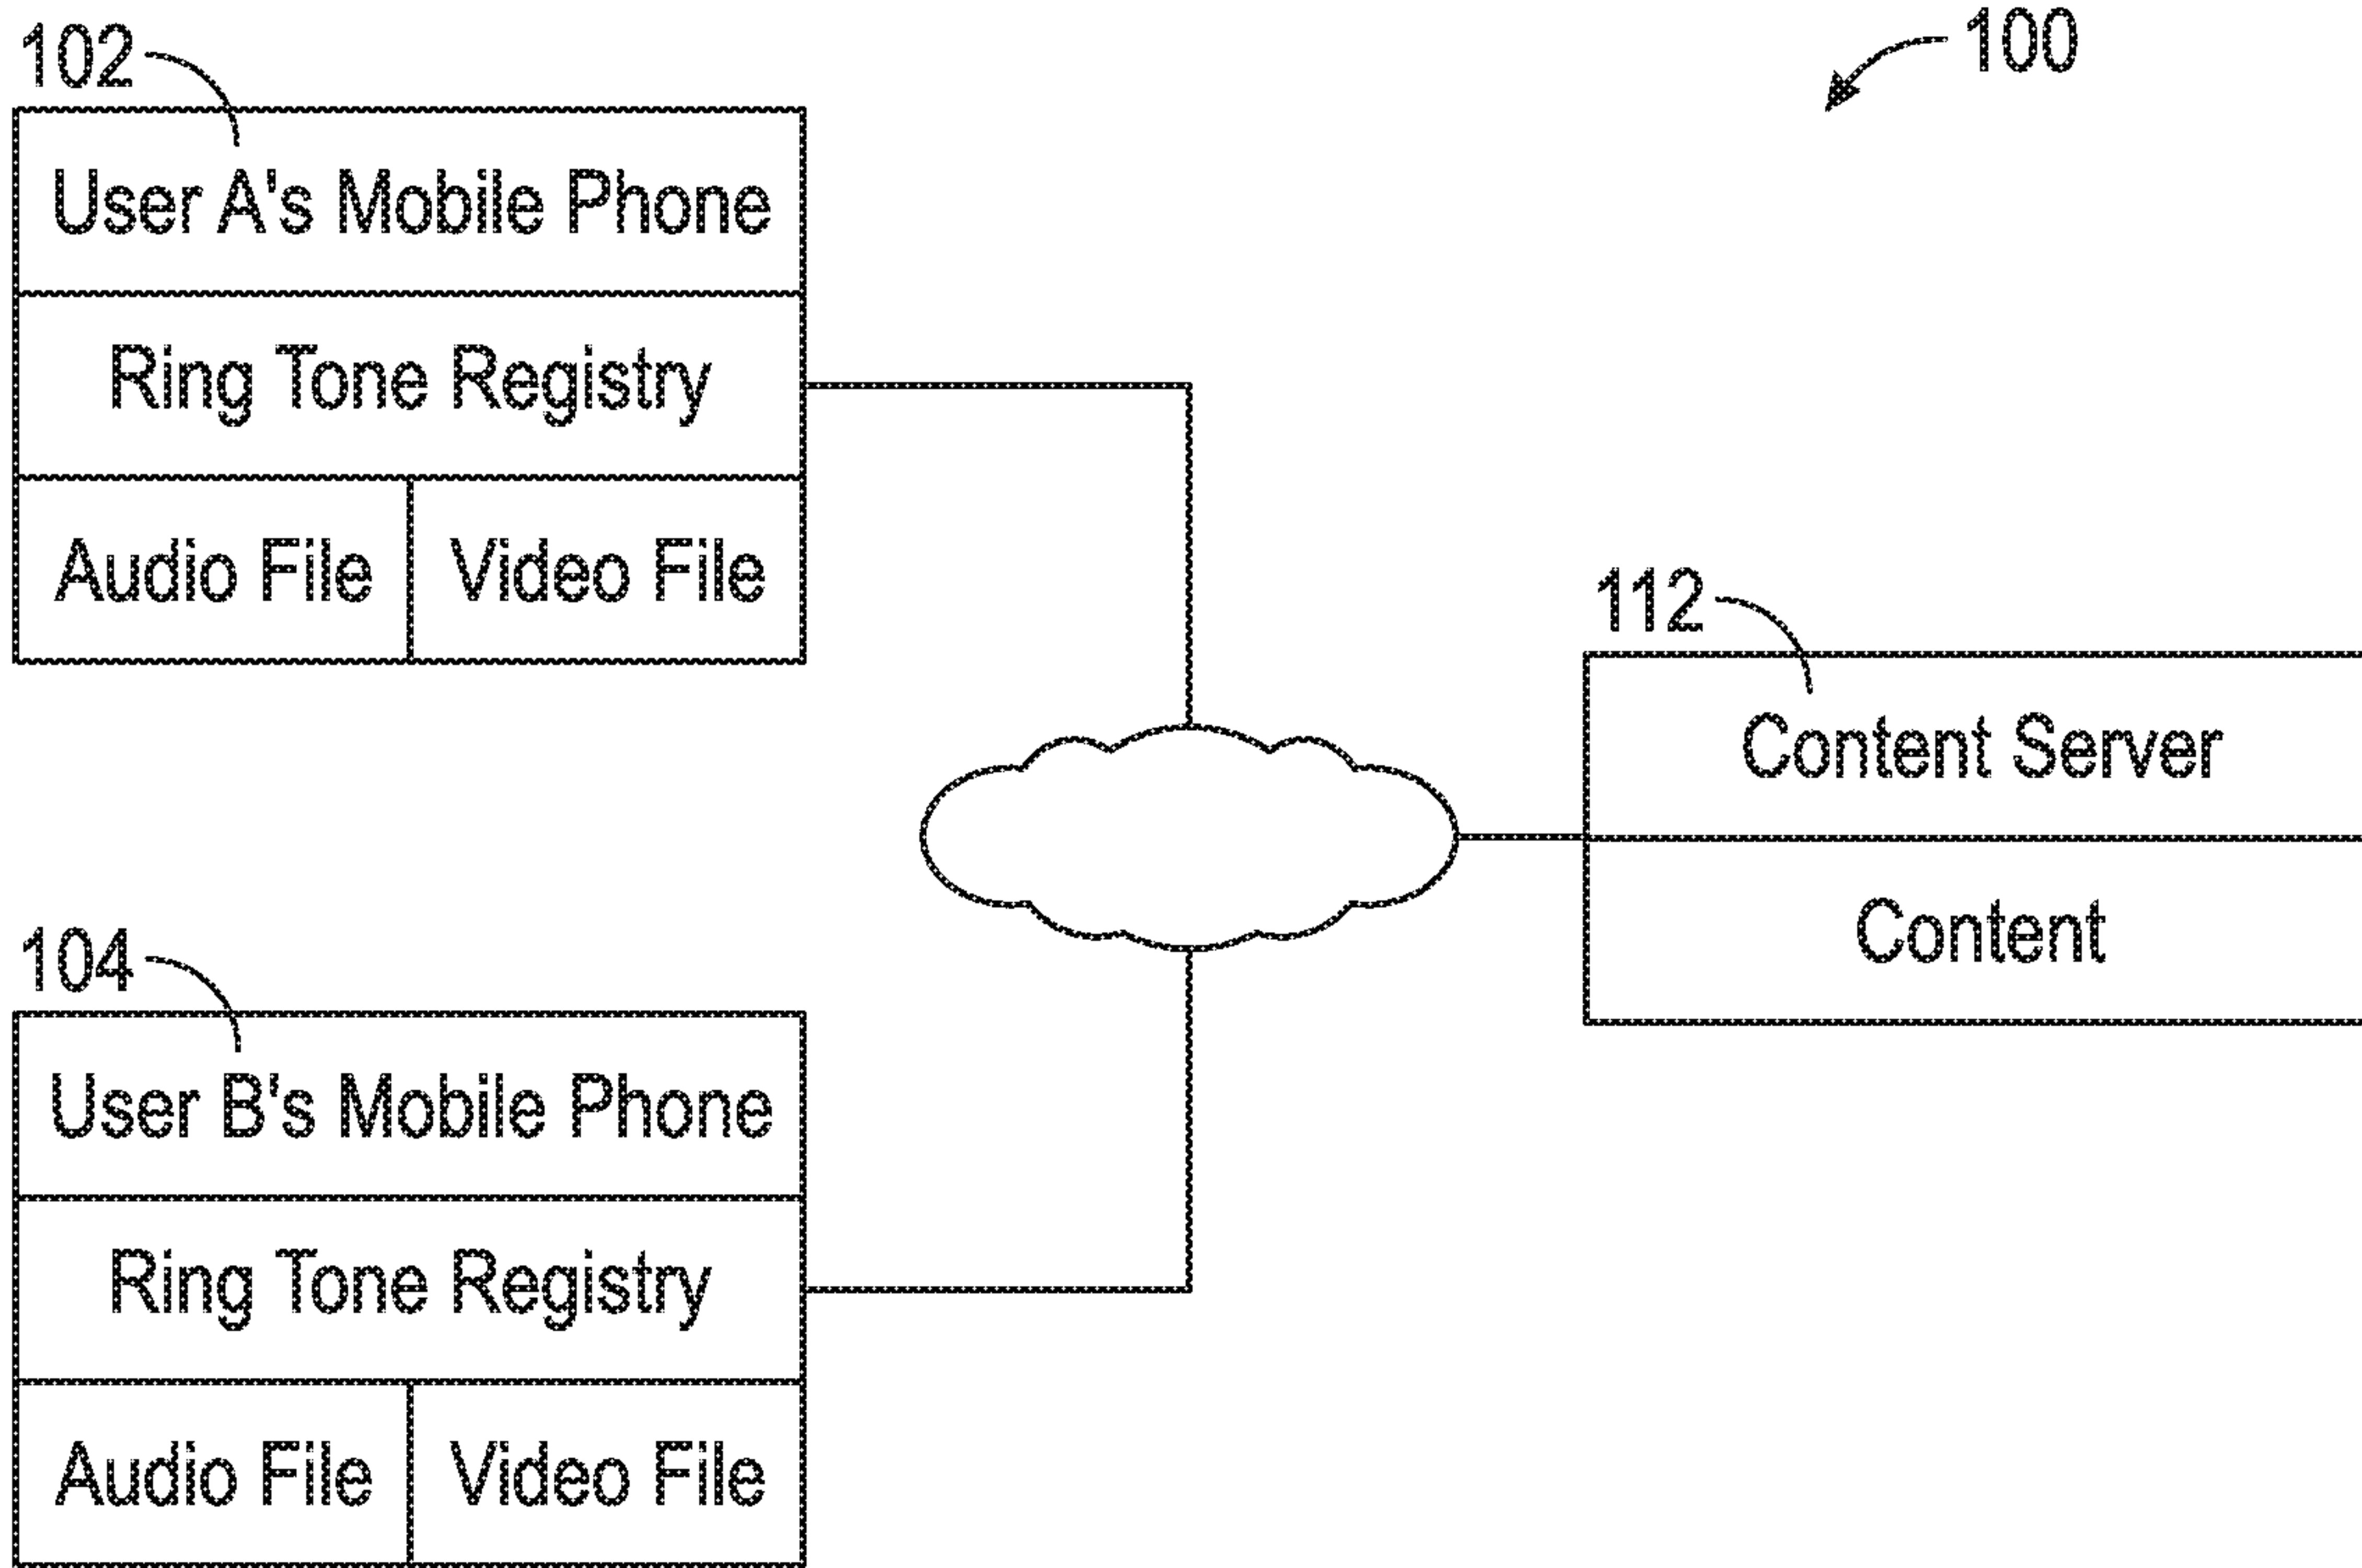 102
100
User A's Mobile Phone
Ring Tone Registry
Audio File
Video File
112
Content Server
Content
104
User B's Mobile Phone
Ring Tone Registry
Audio File
Video File